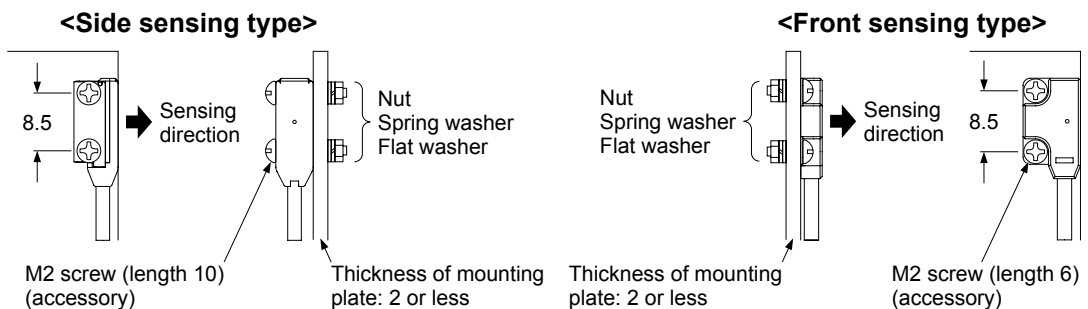 <Side sensing type>
8.5
Sensing
direction
Nut
Spring washer
Flat washer
M2 screw (length 10)
(accessory)
Thickness of mounting
plate: 2 or less
<Front sensing type>
Nut
Spring washer
Flat washer
Sensing
direction
8.5
Thickness of mounting
plate: 2 or less
M2 screw (length 6)
(accessory)